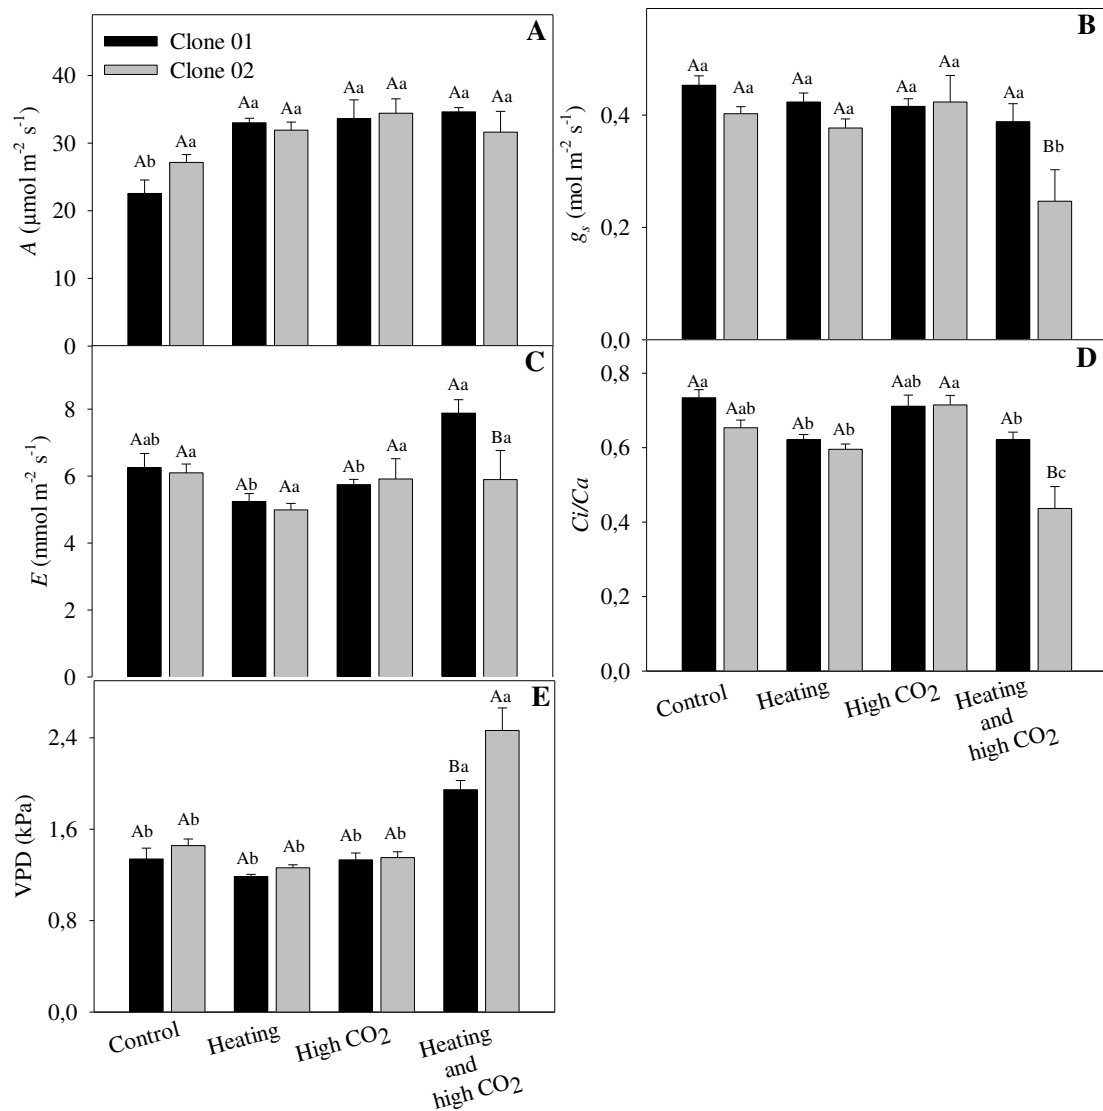 A
Clone 01
Clone 02
40
30
20
10
0
A (μmol m-2 s-1)
Ab
Aa
Aa
Aa
Aa
Aa
Aa
Aa
B
0,4
0,2
0,0
gs (mol m-2 s-1)
Aa
Aa
Aa
Aa
Aa
Aa
Aa
Bb
C
8
6
4
2
0
E (mmol m-2 s-1)
Aab
Aa
Ab
Aa
Ab
Aa
Aa
Ba
D
0,8
0,6
0,4
0,2
0,0
Ci/Ca
Aa
Aab
Ab
Ab
Aab
Aa
Ab
Bc
Control
Heating
High CO2
Heating
and
high CO2
E
2,4
1,6
0,8
0,0
VPD (kPa)
Ab
Ab
Ab
Ab
Ab
Ab
Ba
Aa
Control
Heating
High CO2
Heating
and
high CO2